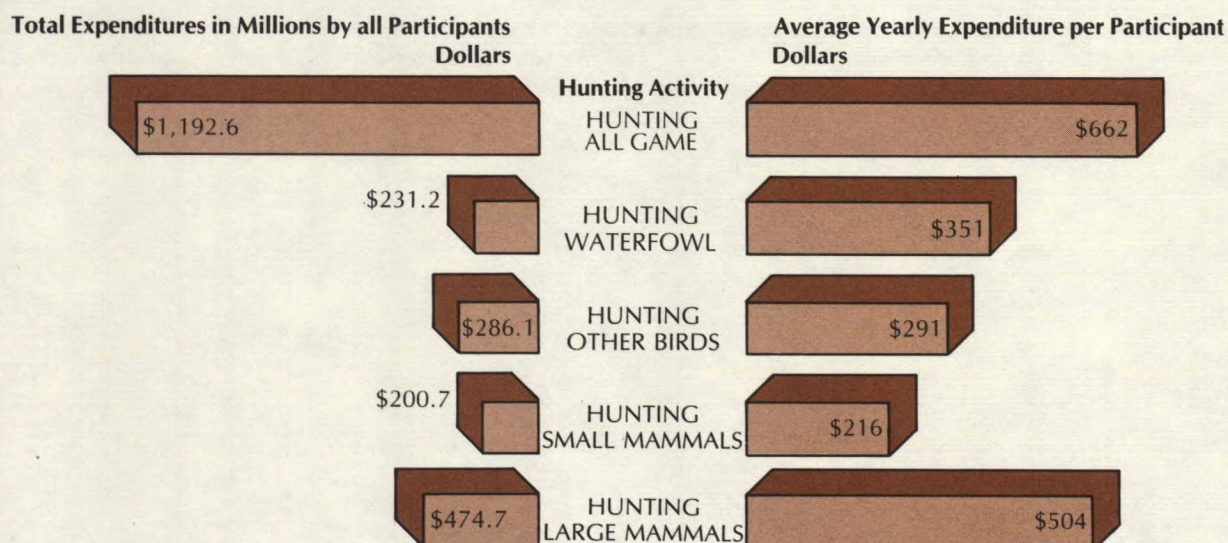 Total Expenditures in Millions by all Participants
Dollars
Average Yearly Expenditure per Participant
Dollars
Hunting Activity
$1,192.6
HUNTING
ALL GAME
$662
$231.2
HUNTING
WATERFOWL
$351
$286.1
HUNTING
OTHER BIRDS
$291
$200.7
HUNTING
SMALL MAMMALS
$216
$474.7
HUNTING
LARGE MAMMALS
$504